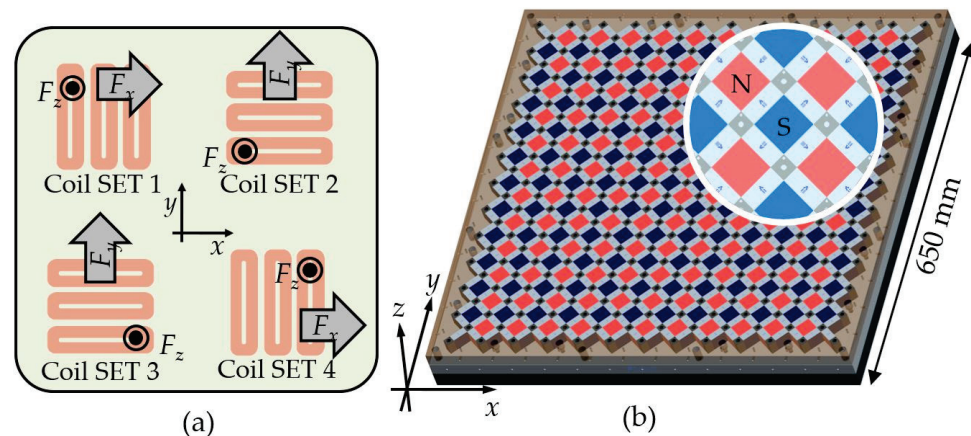 F_x
F_z
Coil SET 1
F_y
F_z
Coil SET 2
y
x
F_y
F_z
Coil SET 3
F_z
F_x
Coil SET 4
(a)
N
S
650 mm
z
y
x
(b)